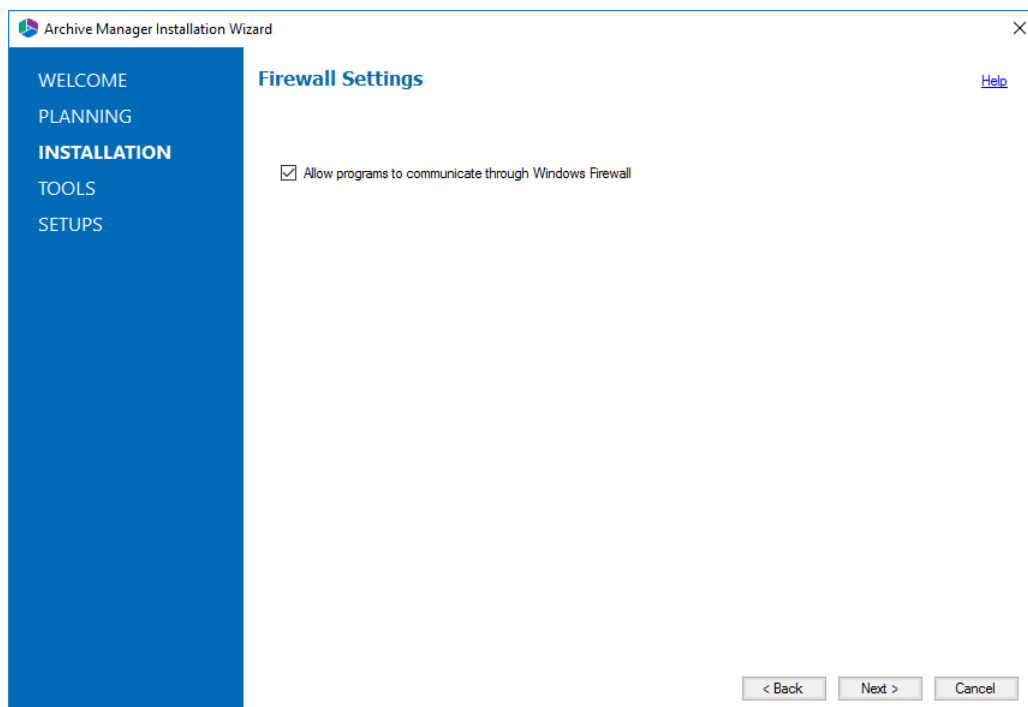 Archive Manager Installation Wizard
WELCOME
PLANNING
INSTALLATION
TOOLS
SETUPS
Firewall Settings
Help
Allow programs to communicate through Windows Firewall
< Back
Next >
Cancel